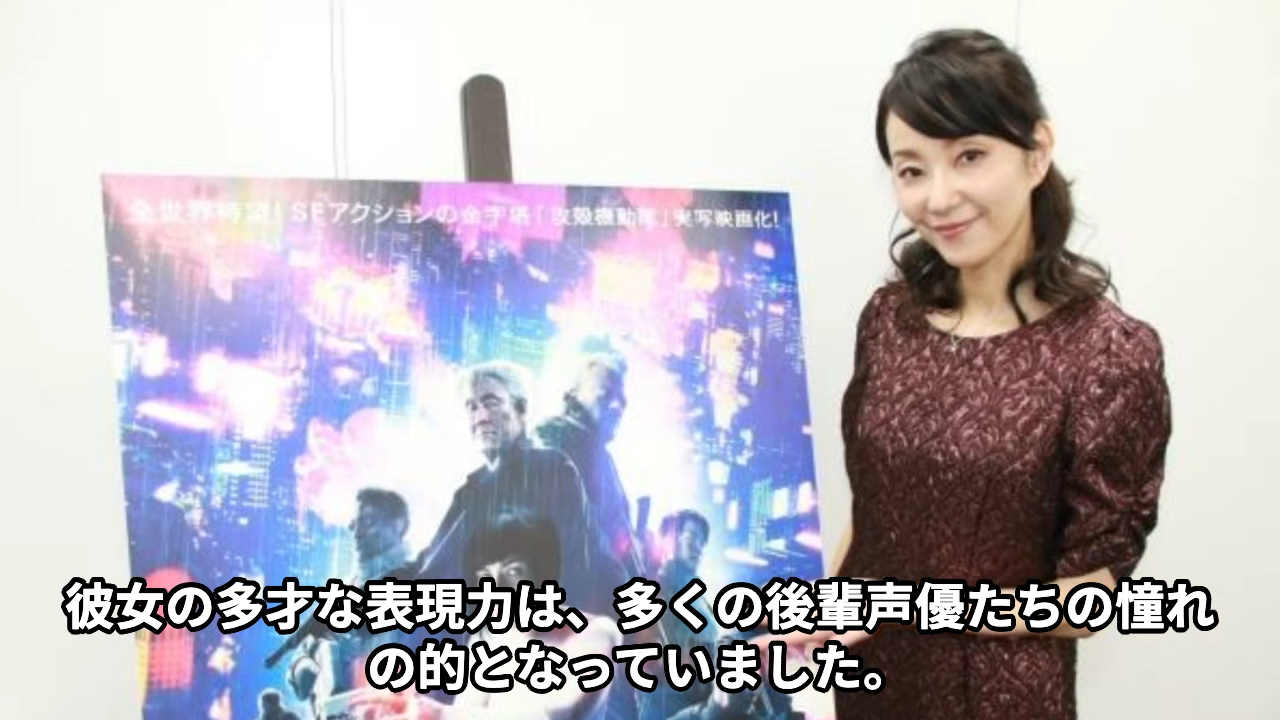 全世界待望！SFアクションの金字塔「攻殻機動隊」実写映画化！
彼女の多才な表現力は、多くの後輩声優たちの憧れ
の的となっていました。